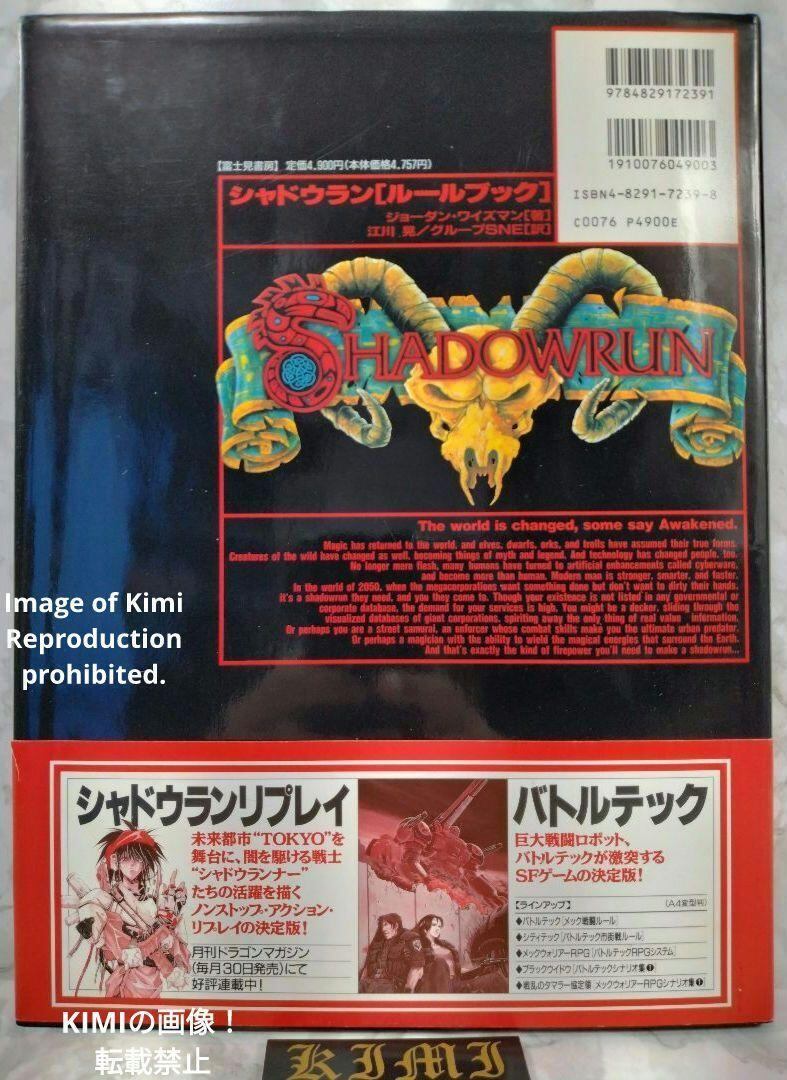 9784829172391
1910076049003
ISBN4-8291-7239-8
C0076 P4900E
【富士見書房】 定価4,900円(本体価格4,757円)
シャドウラン[ルールブック]
ジョーダン・ワイズマン[著]
江川 晃／グループSNE[訳]
SHADOWRUN
The world is changed, some say Awakened.
Magic has returned to the world, and elves, dwarfs, orks, and trolls have assumed their true forms.
Creatures of the wild have changed as well, becoming things of myth and legend. And technology has changed people, too.
No longer mere flesh, many humans have turned to artificial enhancements called cyberware,
and become more than human. Modern man is stronger, smarter, and faster.
In the world of 2050, when the megacorporations want something done but don't want to dirty their hands,
it's a shadowrun they need, and you they come to. Though your existence is not listed in any governmental or
corporate database, the demand for your services is high. You might be a decker, sliding through the
visualized databases of giant corporations, spiriting away the only thing of real value information.
Or perhaps you are a street samurai, an enforcer whose combat skills make you the ultimate urban predator.
Or perhaps a magician with the ability to wield the magical energies that surround the Earth.
And that's exactly the kind of firepower you'll need to make a shadowrun...
Image of Kimi
Reproduction
prohibited.
シャドウランリプレイ
未来都市“TOKYO”を
舞台に、闇を駆ける戦士
“シャドウランナー”
たちの活躍を描く
ノンストップ・アクション・
リプレイの決定版！
月刊ドラゴンマガジン
(毎月30日発売)にて
好評連載中！
バトルテック
巨大戦闘ロボット、
バトルテックが激突する
SFゲームの決定版！
【ラインアップ】 (A4変型判)
◆バトルテック[メック戦闘ルール]
◆シティテック[バトルテック市街戦ルール]
◆メックウォリアーRPG[バトルテックRPGシステム]
◆ブラックウイドウ[バトルテックシナリオ集❶]
◆戦乱のタマラー協定領 メックウォリアーRPGシナリオ集❶
KIMIの画像！
転載禁止
KIMI